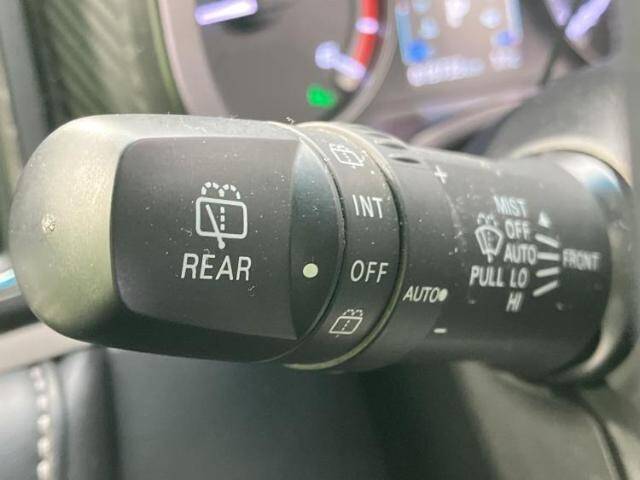 REAR
INT
OFF
AUTO
+
-
MIST
OFF
AUTO
PULL LO
HI
FRONT